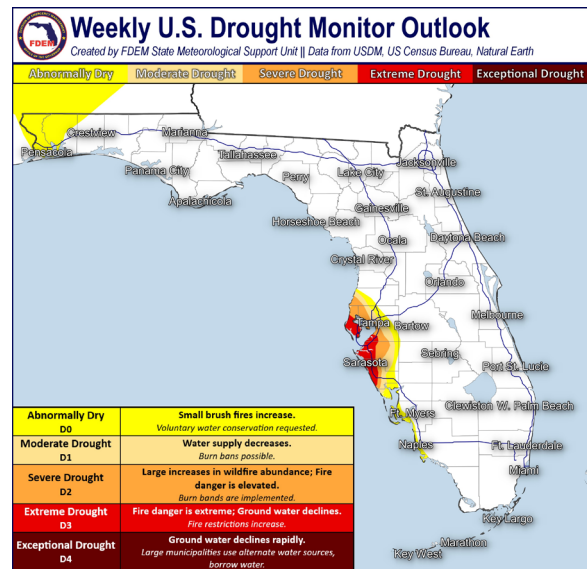 FDEM
Weekly U.S. Drought Monitor Outlook
Created by FDEM State Meteorological Support Unit || Data from USDM, US Census Bureau, Natural Earth
Abnormally Dry Moderate Drought Severe Drought Extreme Drought Exceptional Drought
Crestview
Marianna
Pensacola
Tallahassee
Jacksonville
Panama City
Perry
Lake City
Apalachicola
St. Augustine
Gainesville
Horseshoe Beach
Ocala
Daytona Beach
Crystal River
Orlando
Tampa
Bartow
Melbourne
Sarasota
Sebring
Port St. Lucie
Ft. Myers
Clewiston
W. Palm Beach
Naples
Ft. Lauderdale
Miami
Key Largo
Marathon
Key West
Abnormally Dry
D0
Small brush fires increase.
Voluntary water conservation requested.
Moderate Drought
D1
Water supply decreases.
Burn bans possible.
Severe Drought
D2
Large increases in wildfire abundance; Fire
danger is elevated.
Burn bands are implemented.
Extreme Drought
D3
Fire danger is extreme; Ground water declines.
Fire restrictions increase.
Exceptional Drought
D4
Ground water declines rapidly.
Large municipalities use alternate water sources,
borrow water.